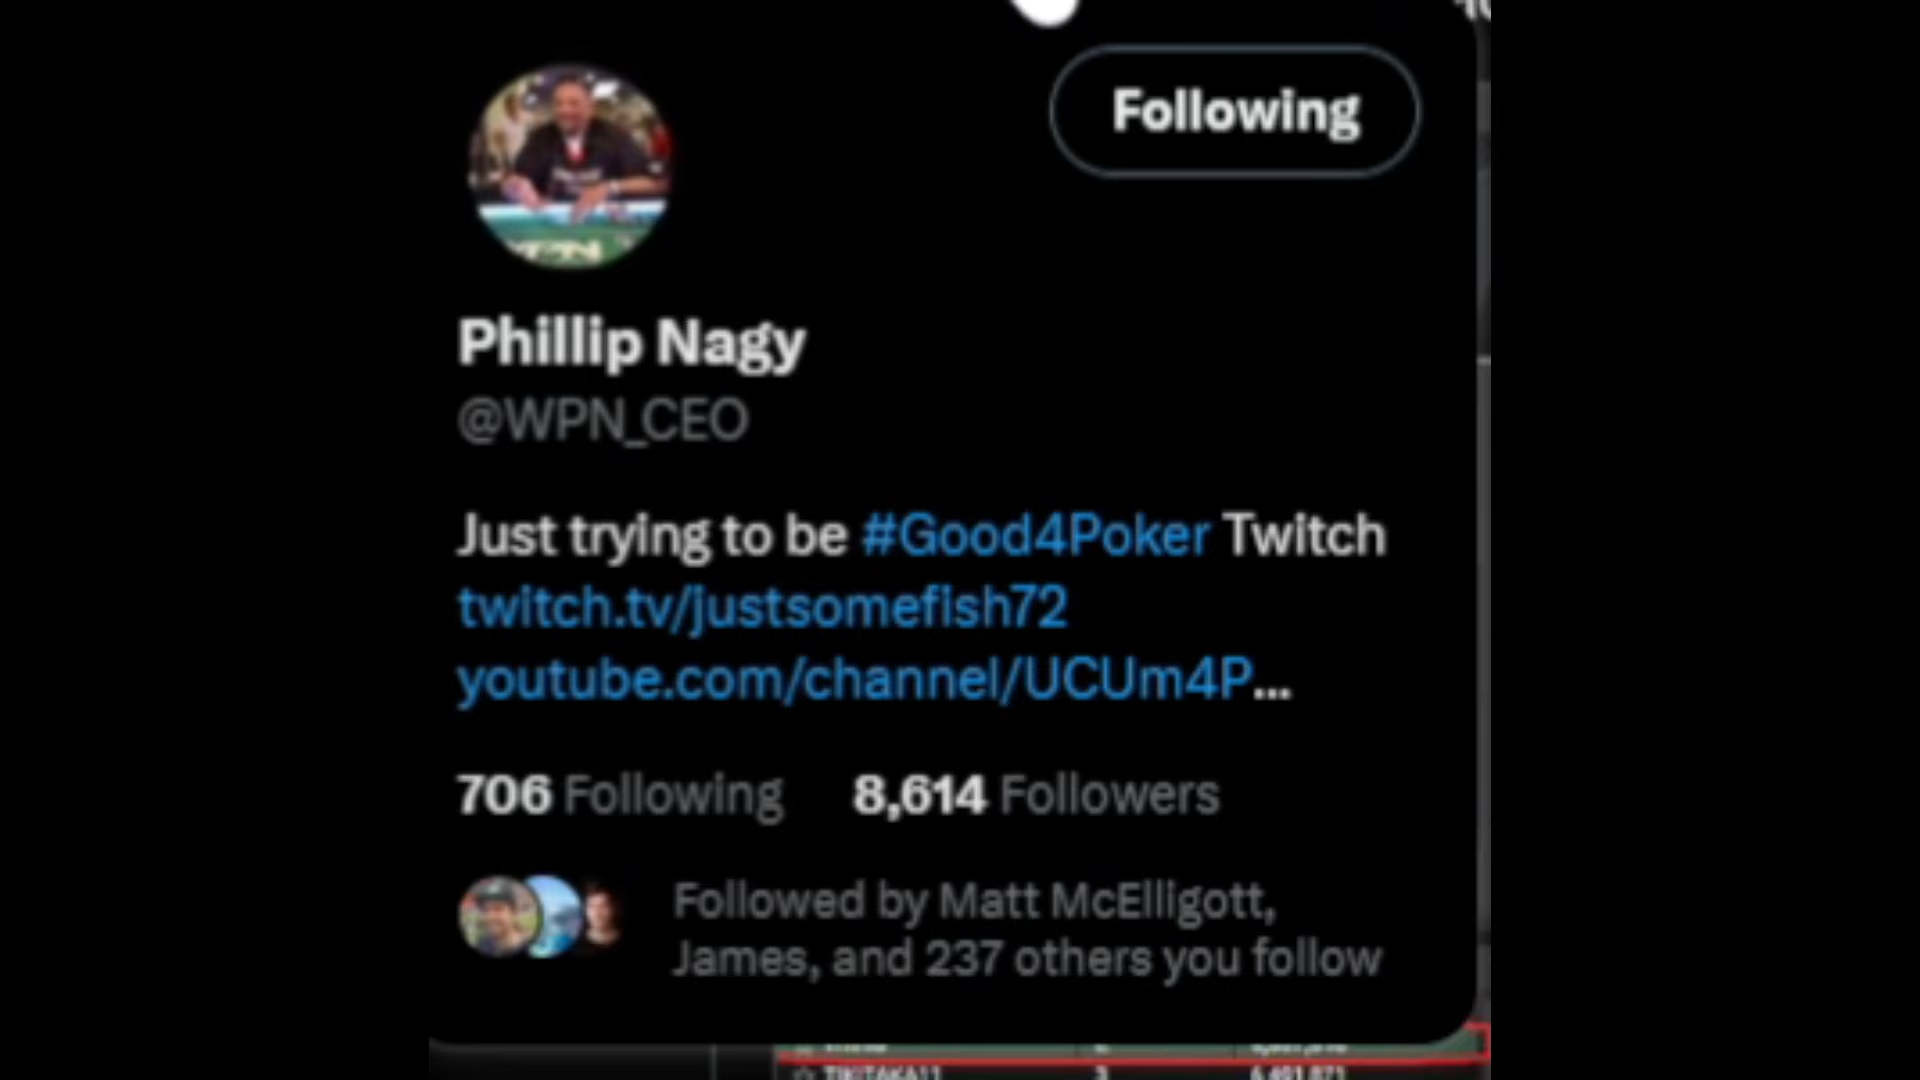 Following
Phillip Nagy
@WPN_CEO
Just trying to be #Good4Poker Twitch
twitch.tv/justsomefish72
youtube.com/channel/UCUm4P...
706 Following 8,614 Followers
Followed by Matt McElligott,
James, and 237 others you follow